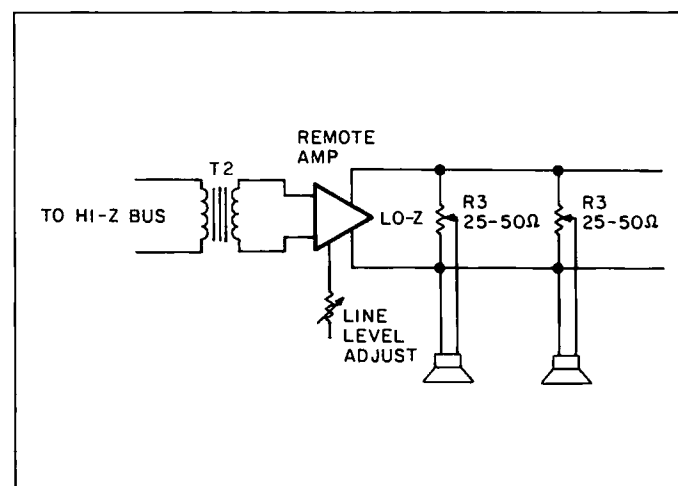 REMOTE
AMP
T2
TO HI-Z BUS
LO-Z
R3
25-50Ω
R3
25-50Ω
LINE
LEVEL
ADJUST